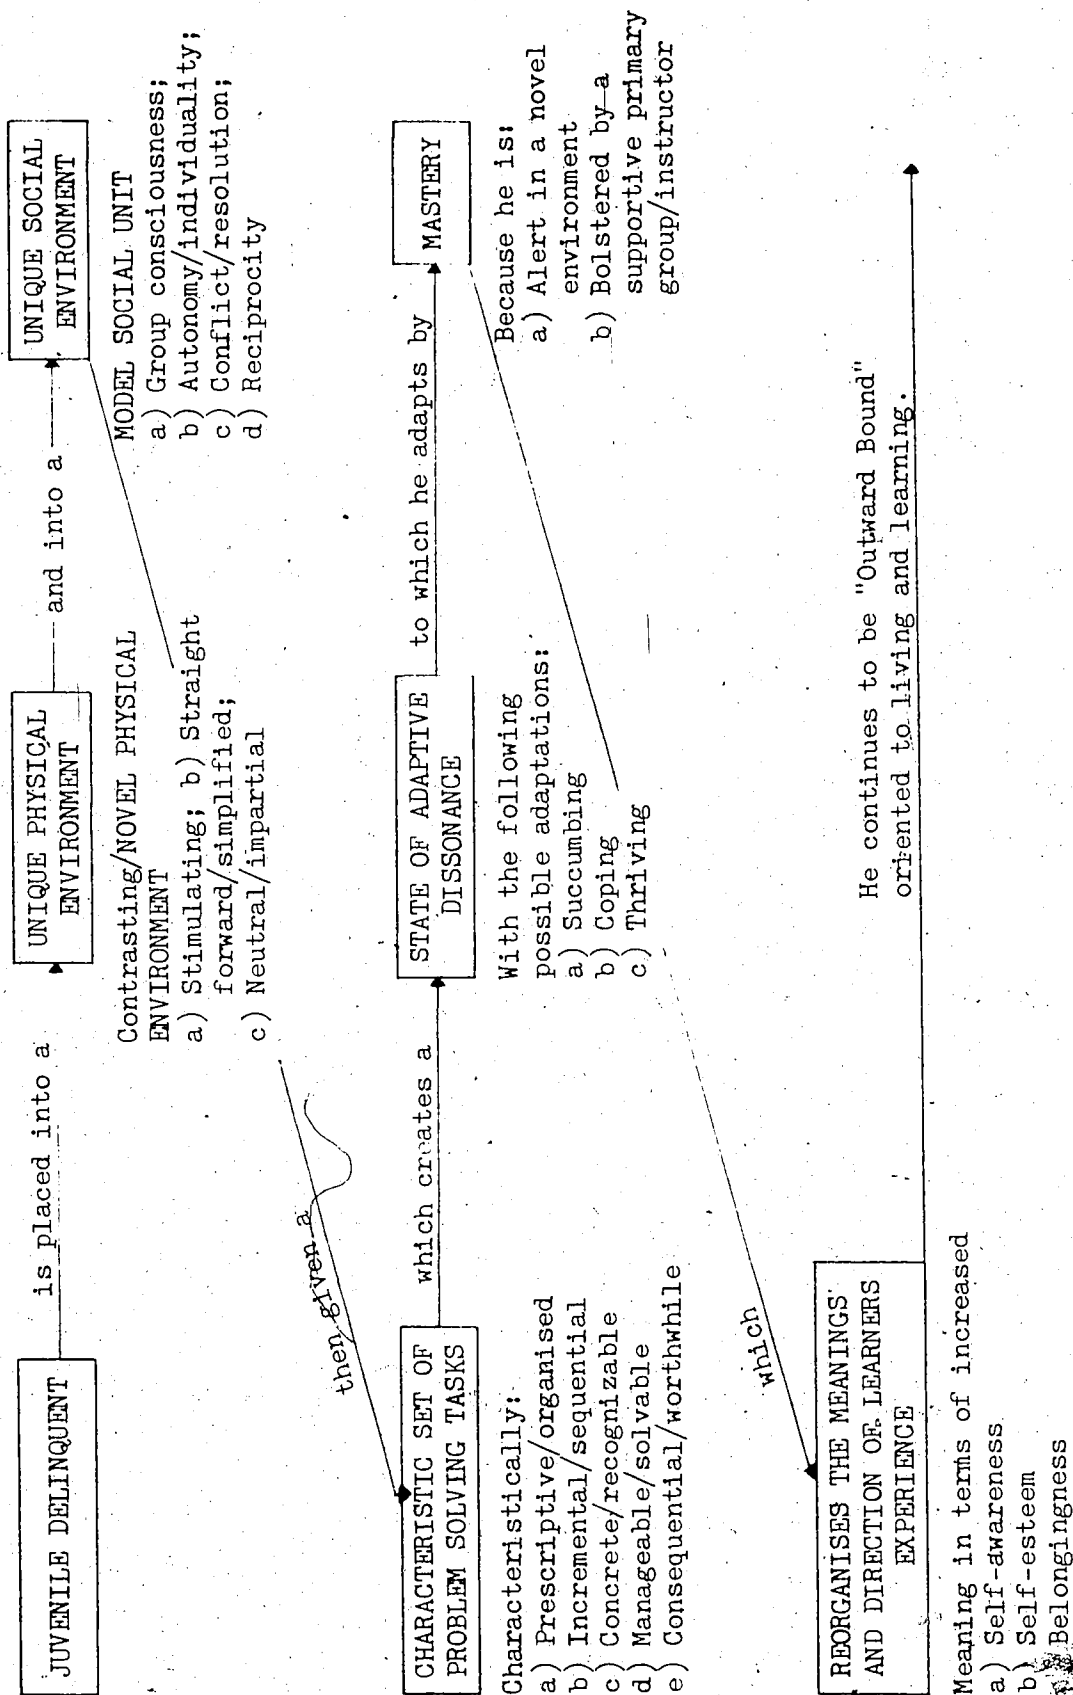 JUVENILE DELINQUENT
is placed into a
UNIQUE PHYSICAL
ENVIRONMENT
and into a
UNIQUE SOCIAL
ENVIRONMENT
Contrasting/NOVEL PHYSICAL
ENVIRONMENT
a) Stimulating; b) Straight
forward/simplified;
c) Neutral/impartial
MODEL SOCIAL UNIT
a) Group consciousness;
b) Autonomy/individuality;
c) Conflict/resolution;
d) Reciprocity
then given a
CHARACTERISTIC SET OF
PROBLEM SOLVING TASKS
which creates a
STATE OF ADAPTIVE
DISSONANCE
to which he adapts by
MASTERY
Characteristically:
a) Prescriptive/organised
b) Incremental/sequential
c) Concrete/recognizable
d) Manageable/solvable
e) Consequential/worthwhile
With the following
possible adaptations:
a) Succumbing
b) Coping
c) Thriving
Because he is:
a) Alert in a novel
environment
b) Bolstered by a
supportive primary
group/instructor
which
REORGANISES THE MEANINGS
AND DIRECTION OF LEARNERS
EXPERIENCE
He continues to be "Outward Bound"
oriented to living and learning.
Meaning in terms of increased
a) Self-awareness
b) Self-esteem
Belongingness